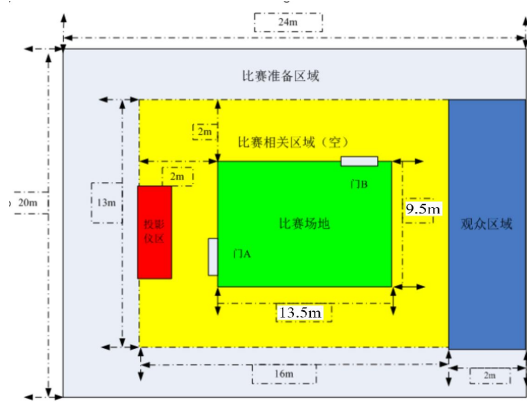 24m
比赛准备区域
2m
比赛相关区域（空）
2m
门B
20m
13m
投影
仪区
比赛场地
9.5m
观众区域
门A
13.5m
16m
2m